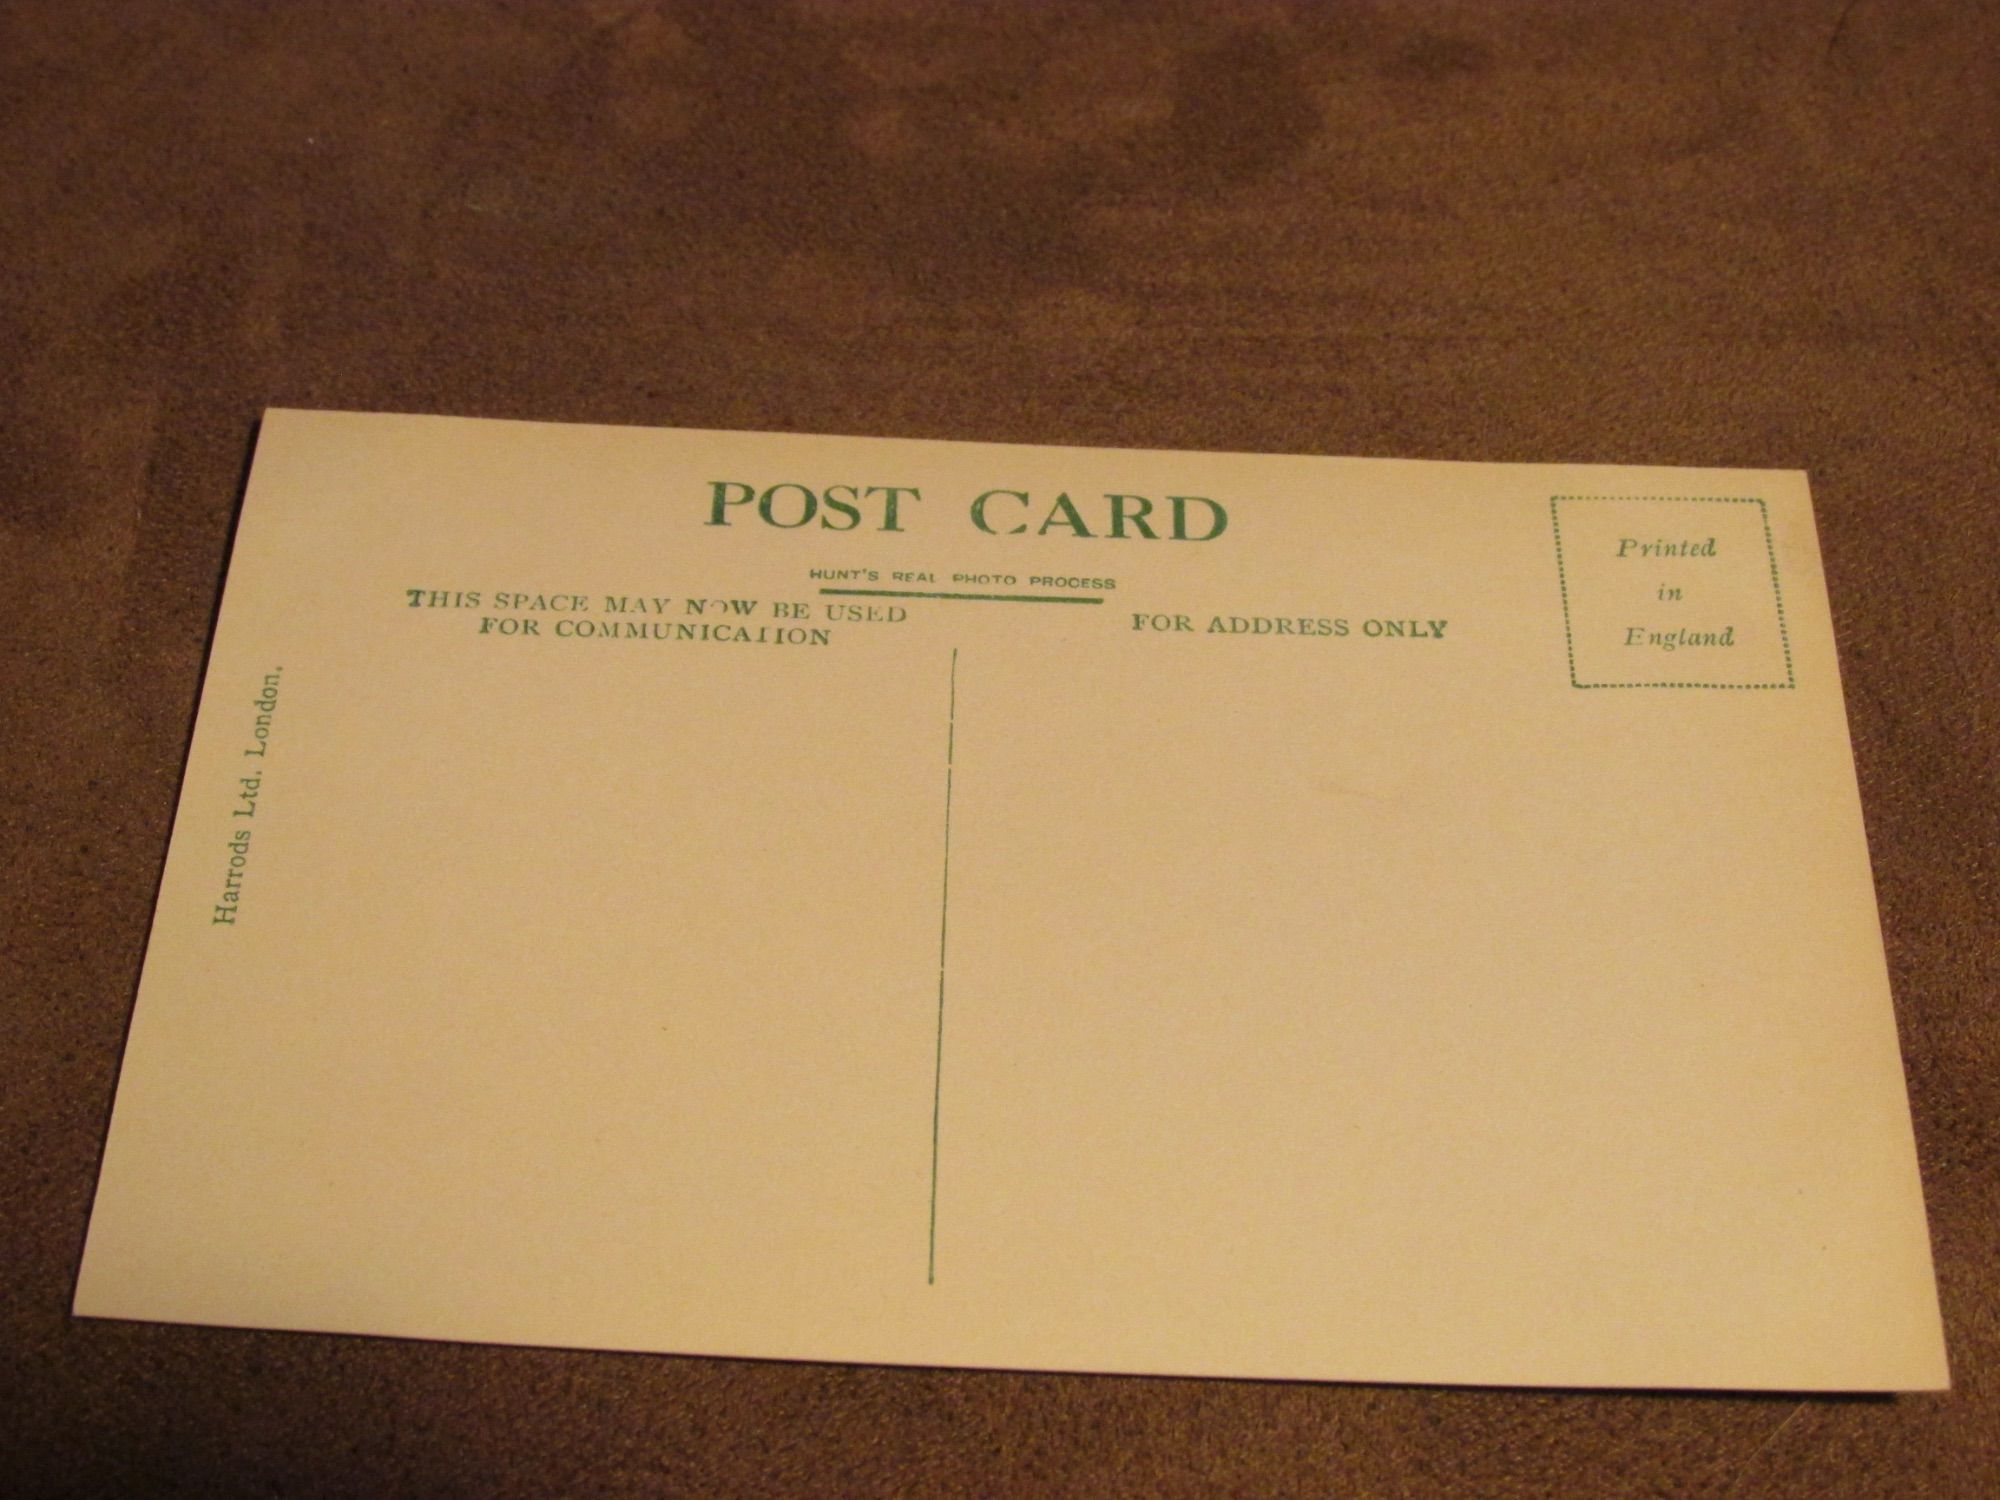 POST CARD
HUNT'S REAL PHOTO PROCESS
THIS SPACE MAY NOW BE USED
FOR COMMUNICATION
FOR ADDRESS ONLY
Printed
in
England
Harrods Ltd. London.